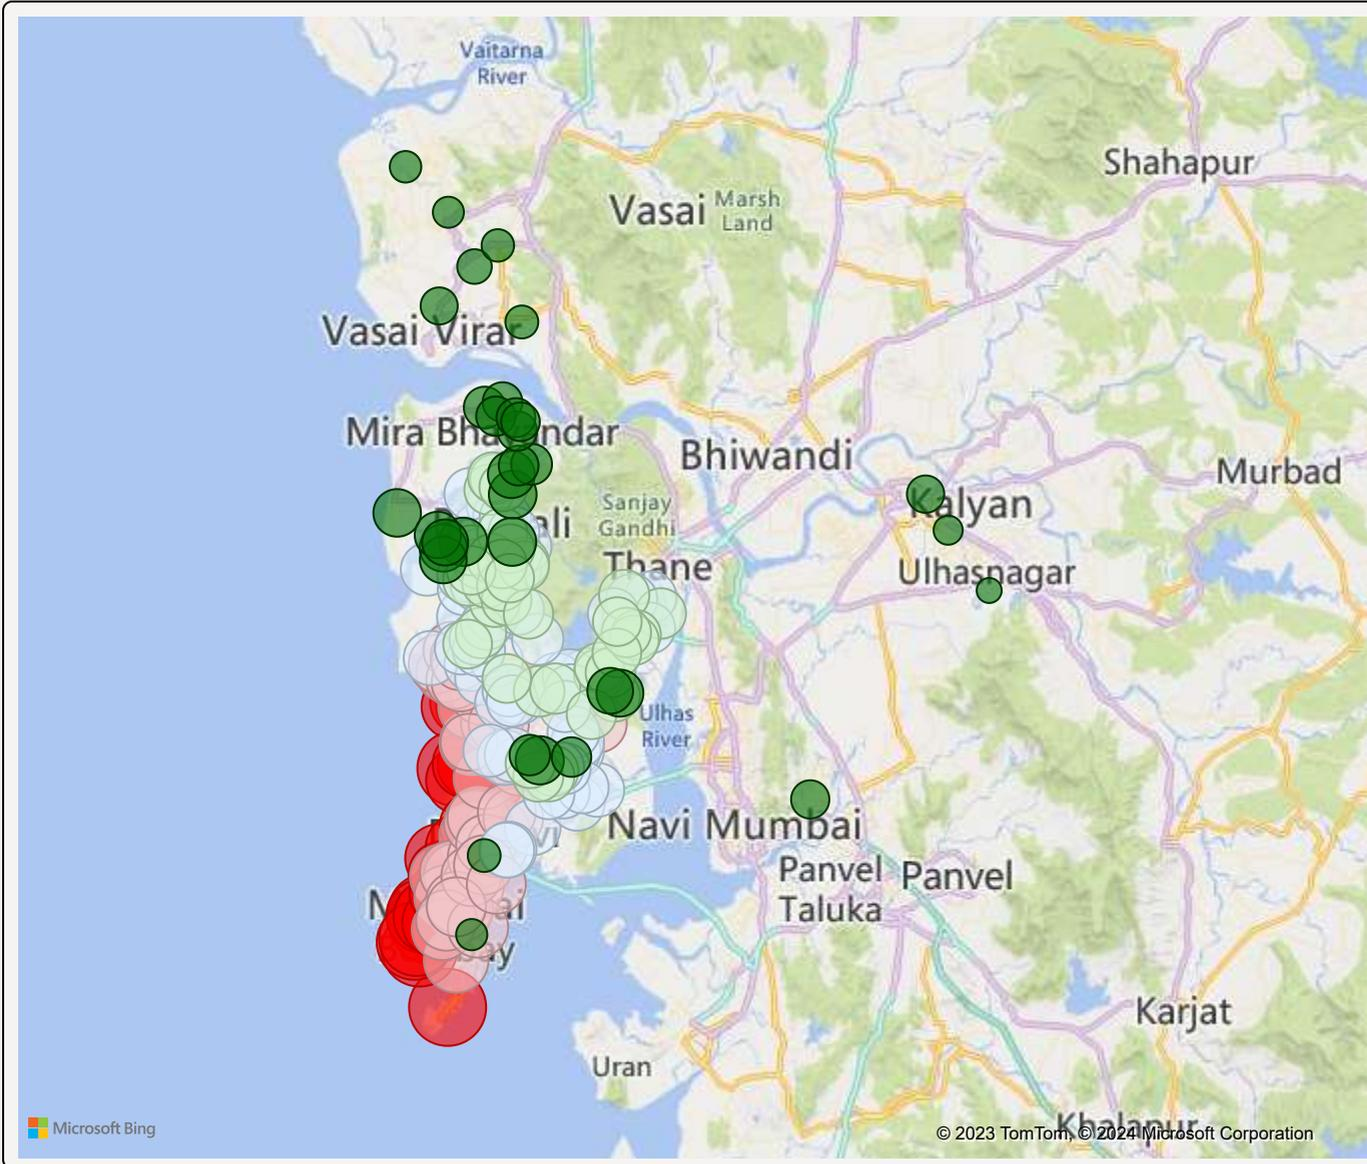 Vaitarna
River
Shahapur
Vasai
Marsh
Land
Vasai Virar
Mira Bhayandar
Bhiwandi
Murbad
Sanjay
Gandhi
Kalyan
Thane
Ulhasnagar
Ulhas
River
Navi Mumbai
Panvel
Taluka
Panvel
Karjat
Uran
Khalapur
Microsoft Bing
© 2023 TomTom, © 2024 Microsoft Corporation